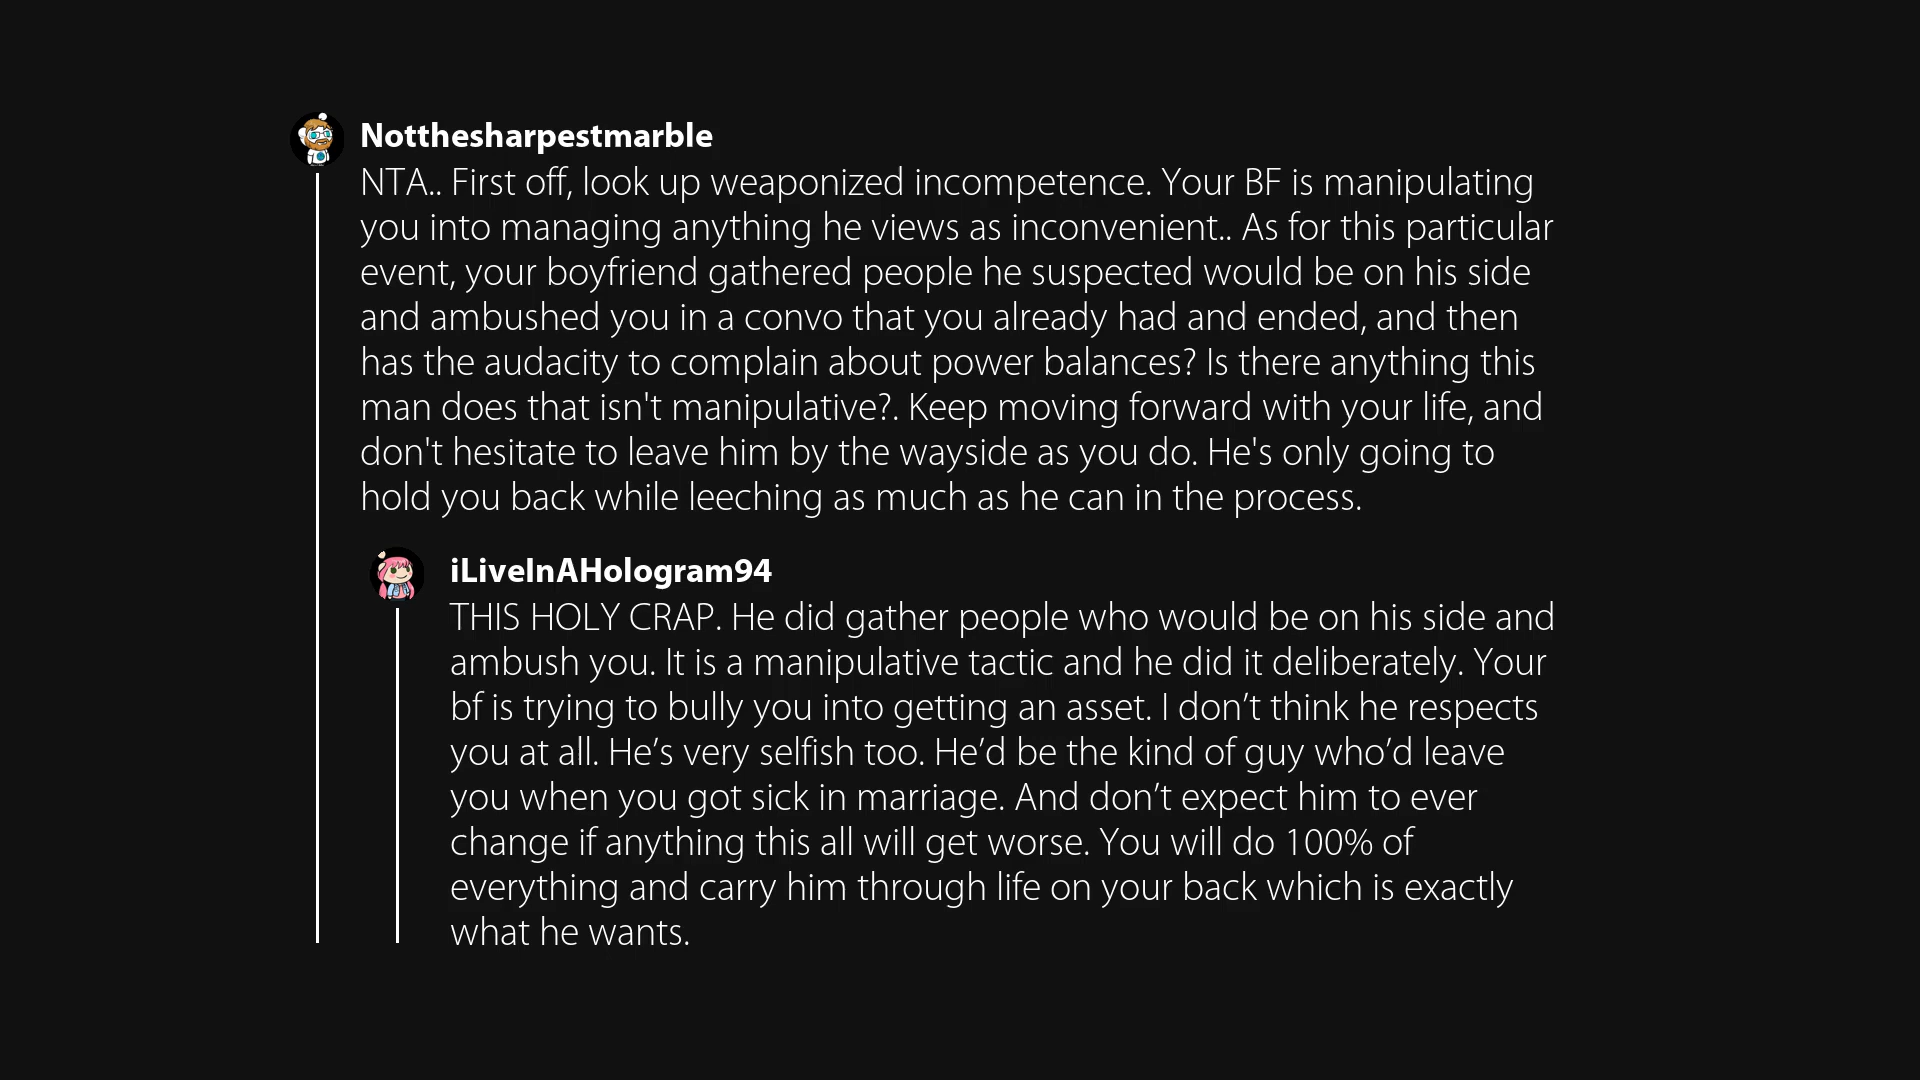 Notthesharpestmarble
NTA.. First off, look up weaponized incompetence. Your BF is manipulating
you into managing anything he views as inconvenient.. As for this particular
event, your boyfriend gathered people he suspected would be on his side
and ambushed you in a convo that you already had and ended, and then
has the audacity to complain about power balances? Is there anything this
man does that isn't manipulative?. Keep moving forward with your life, and
don't hesitate to leave him by the wayside as you do. He's only going to
hold you back while leeching as much as he can in the process.
iLiveInAHologram94
THIS HOLY CRAP. He did gather people who would be on his side and
ambush you. It is a manipulative tactic and he did it deliberately. Your
bf is trying to bully you into getting an asset. I don’t think he respects
you at all. He’s very selfish too. He’d be the kind of guy who’d leave
you when you got sick in marriage. And don’t expect him to ever
change if anything this all will get worse. You will do 100% of
everything and carry him through life on your back which is exactly
what he wants.